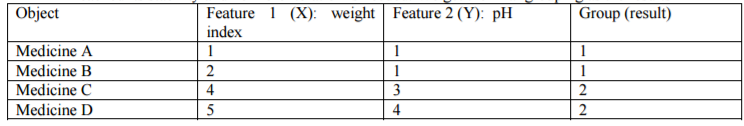 Object Feature 1 (X): weight index Feature 2 (Y): pH Group (result)
Medicine A 1 1 1
Medicine B 2 1 1
Medicine C 4 3 2
Medicine D 5 4 2